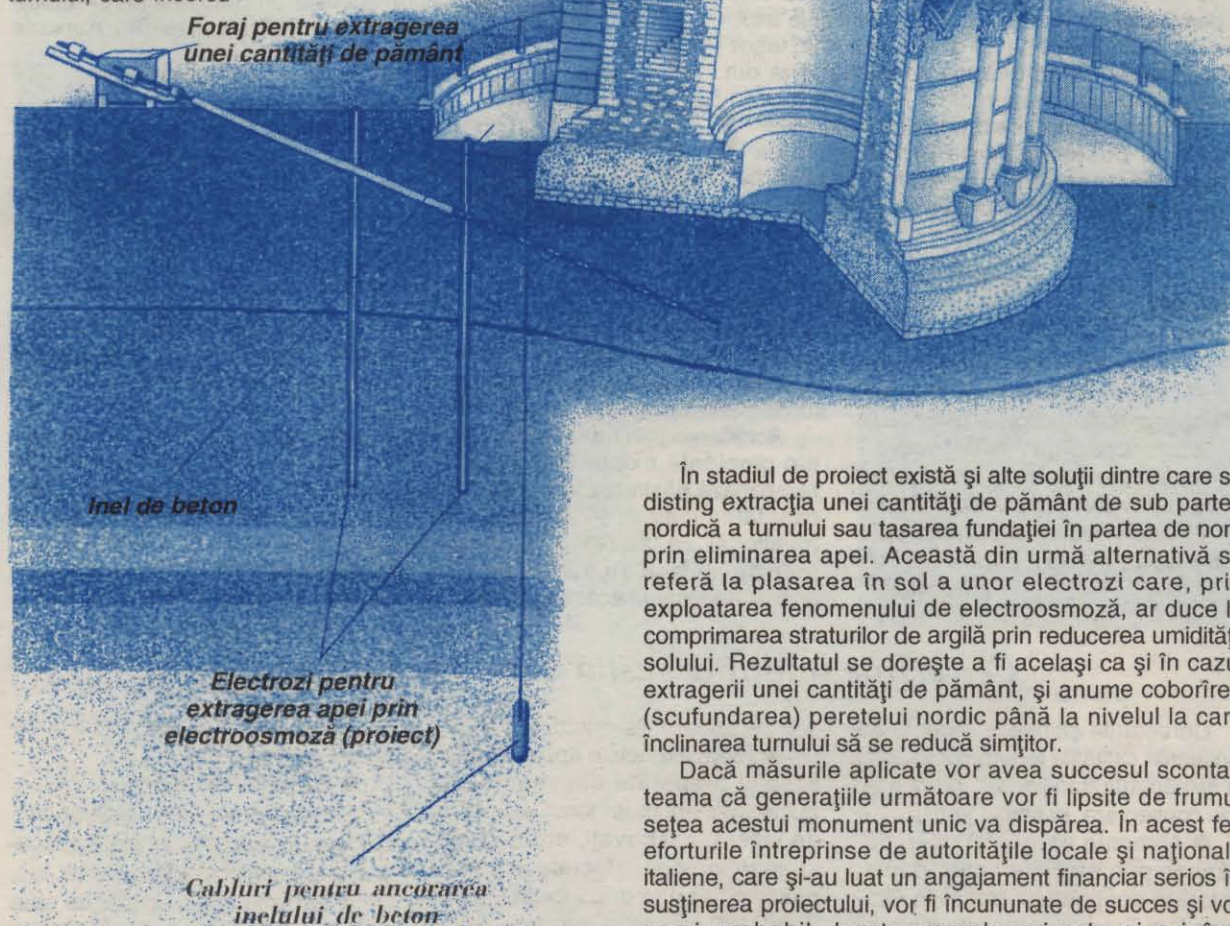 turnului, care încercu
Foraj pentru extragerea
unei cantităţi de pământ
Inel de beton
Electrozi pentru
extragerea apei prin
electroosmoză (proiect)
Cabluri pentru ancorarea
inelului de beton
În stadiul de proiect există şi alte soluţii dintre care s
disting extracţia unei cantităţi de pământ de sub parte
nordică a turnului sau tasarea fundaţiei în partea de nor
prin eliminarea apei. Această din urmă alternativă s
referă la plasarea în sol a unor electrozi care, pri
exploatarea fenomenului de electroosmoză, ar duce l
comprimarea straturilor de argilă prin reducerea umidităţ
solului. Rezultatul se doreşte a fi acelaşi ca şi în cazu
extragerii unei cantităţi de pământ, şi anume coborîre
(scufundarea) peretelui nordic până la nivelul la car
înclinarea turnului să se reducă simţitor.
Dacă măsurile aplicate vor avea succesul sconta
teama că generaţiile următoare vor fi lipsite de frumu
seţea acestui monument unic va dispărea. În acest fe
eforturile întreprinse de autorităţile locale şi naţional
italiene, care şi-au luat un angajament financiar serios î
susţinerea proiectului, vor fi încununate de succes şi vo